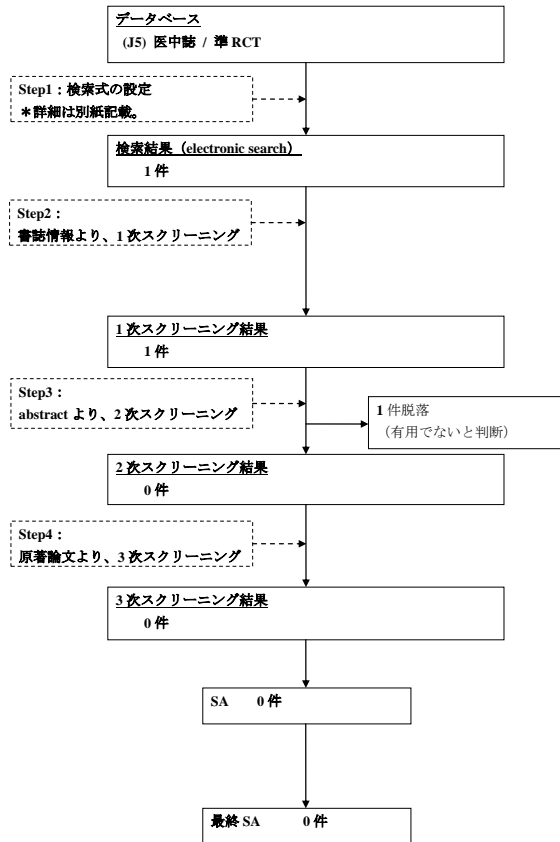 データベース
(J5) 医中誌 / 準 RCT
Step1：検索式の設定
＊詳細は別紙記載。
検索結果（electronic search）
1 件
Step2：
書誌情報より、1 次スクリーニング
1 次スクリーニング結果
1 件
Step3：
abstract より、2 次スクリーニング
1 件脱落
（有用でないと判断）
2 次スクリーニング結果
0 件
Step4：
原著論文より、3 次スクリーニング
3 次スクリーニング結果
0 件
SA 0 件
最終 SA 0 件